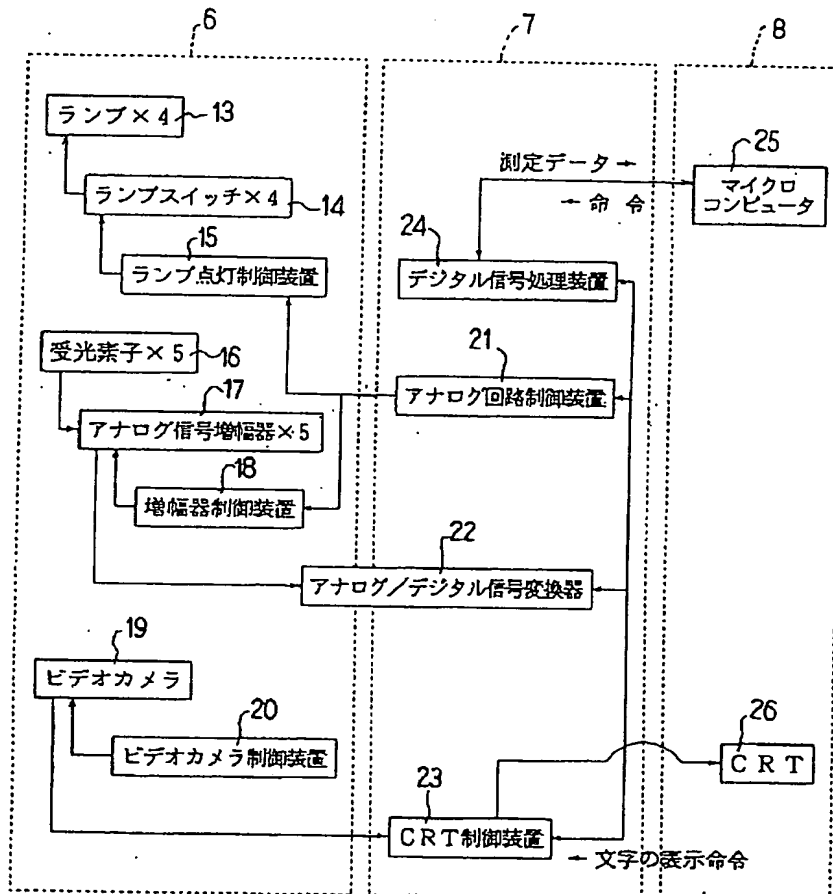 6
7
8
ランプ×4
13
ランプスイッチ×4
14
15
ランプ点灯制御装置
受光素子×5
16
17
アナログ信号増幅器×5
18
増幅器制御装置
19
ビデオカメラ
20
ビデオカメラ制御装置
測定データ→
←命令
24
デジタル信号処理装置
21
アナログ回路制御装置
22
アナログ/デジタル信号変換器
23
CRT制御装置
←文字の表示命令
25
マイクロ
コンピュータ
26
CRT